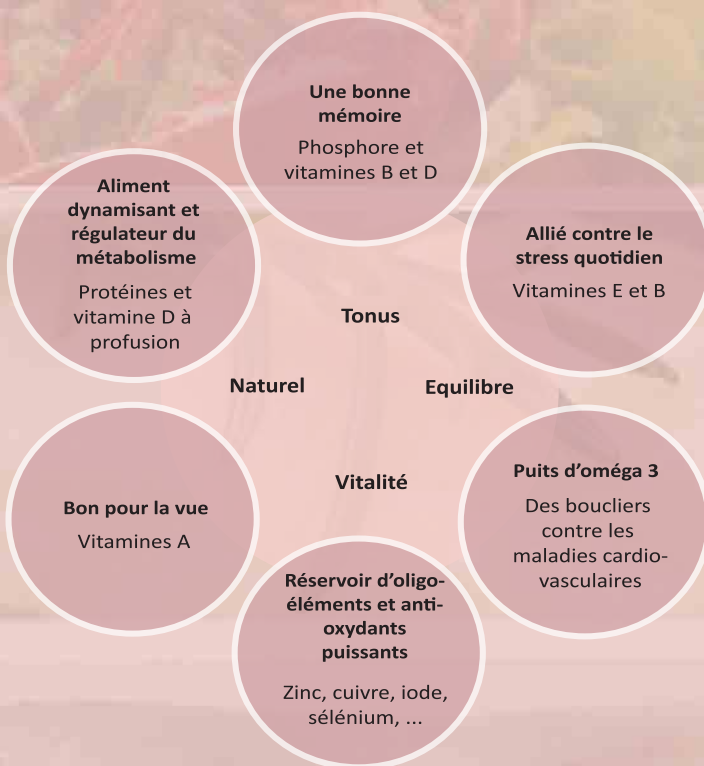 Une bonne
mémoire
Phosphore et
vitamines B et D
Aliment
dynamisant et
régulateur du
métabolisme
Protéines et
vitamine D à
profusion
Allié contre le
stress quotidien
Vitamines E et B
Tonus
Naturel
Equilibre
Vitalité
Bon pour la vue
Vitamines A
Puits d’oméga 3
Des boucliers
contre les
maladies cardio-
vasculaires
Réservoir d’oligo-
éléments et anti-
oxydants
puissants
Zinc, cuivre, iode,
sélénium, ...